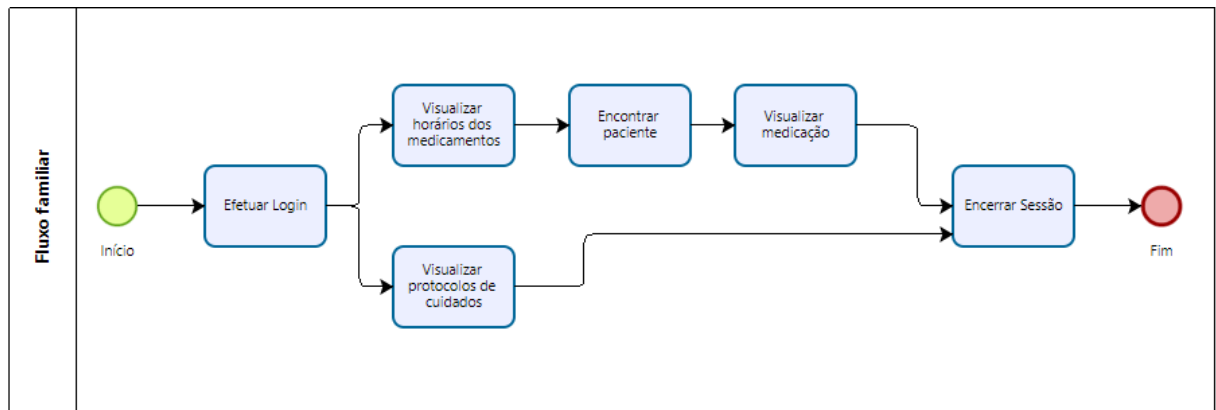 Fluxo familiar
Início
Efetuar Login
Visualizar
horários dos
medicamentos
Encontrar
paciente
Visualizar
medicação
Visualizar
protocolos de
cuidados
Encerrar Sessão
Fim